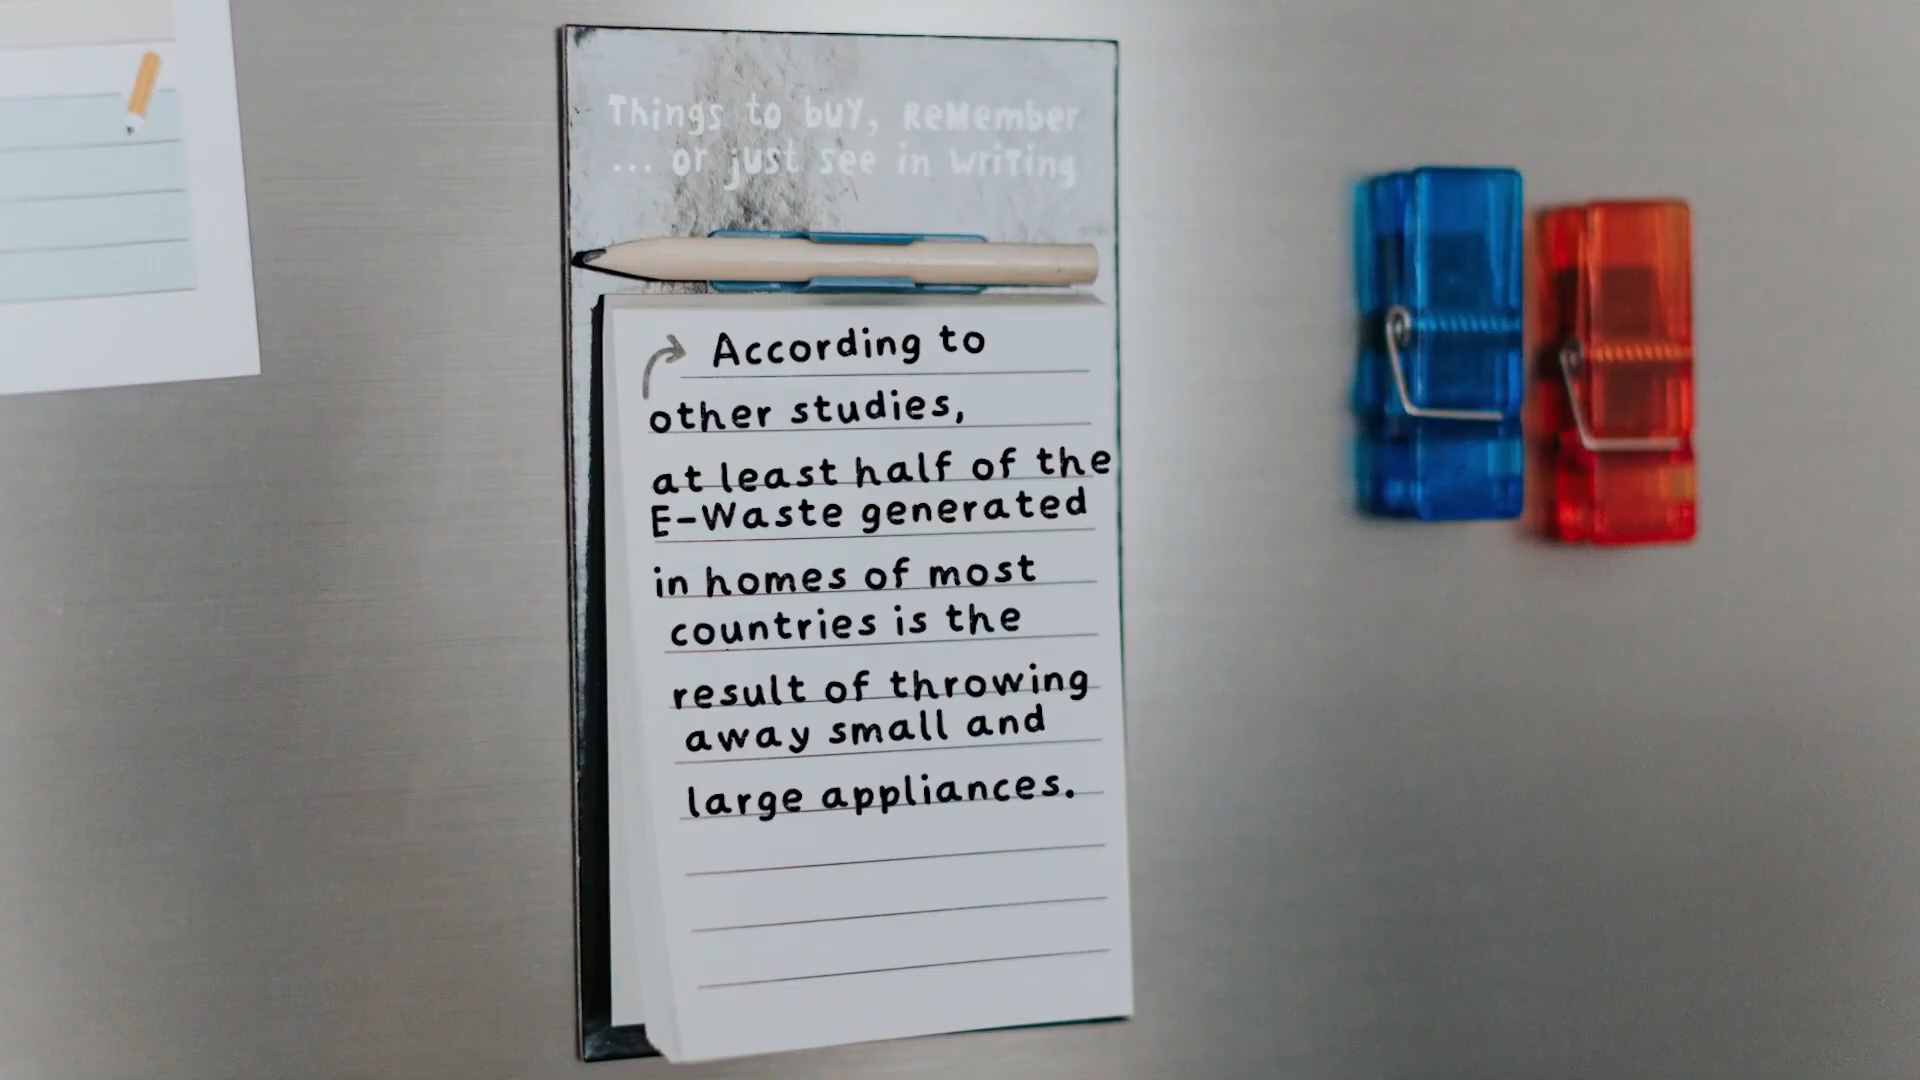 Things to buy, ReMember
... or just see in writing
According to
other studies,
at least half of the
E-Waste generated
in homes of most
countries is the
result of throwing
away small and
large appliances.